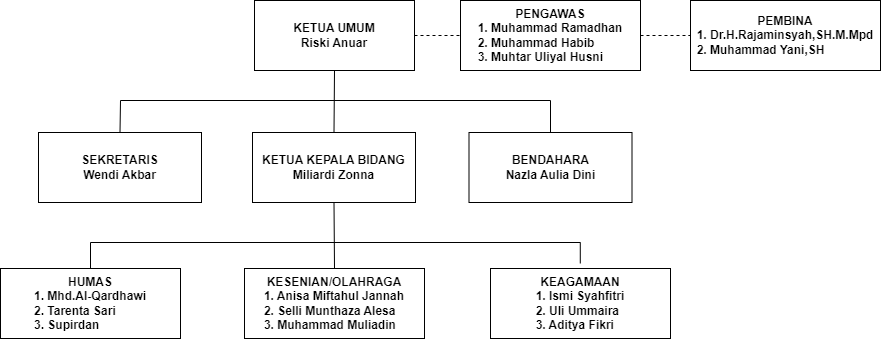 KETUA UMUM
Riski Anuar
PENGAWAS
1. Muhammad Ramadhan
2. Muhammad Habib
3. Muhtar Uliyal Husni
PEMBINA
1. Dr.H.Rajaminsyah,SH.M.Mpd
2. Muhammad Yani,SH
SEKRETARIS
Wendi Akbar
KETUA KEPALA BIDANG
Miliardi Zonna
BENDAHARA
Nazla Aulia Dini
HUMAS
1. Mhd.Al-Qardhawi
2. Tarenta Sari
3. Supirdan
KESENIAN/OLAHRAGA
1. Anisa Miftahul Jannah
2. Selli Munthaza Alesa
3. Muhammad Muliadin
KEAGAMAAN
1. Ismi Syahfitri
2. Uli Ummaira
3. Aditya Fikri